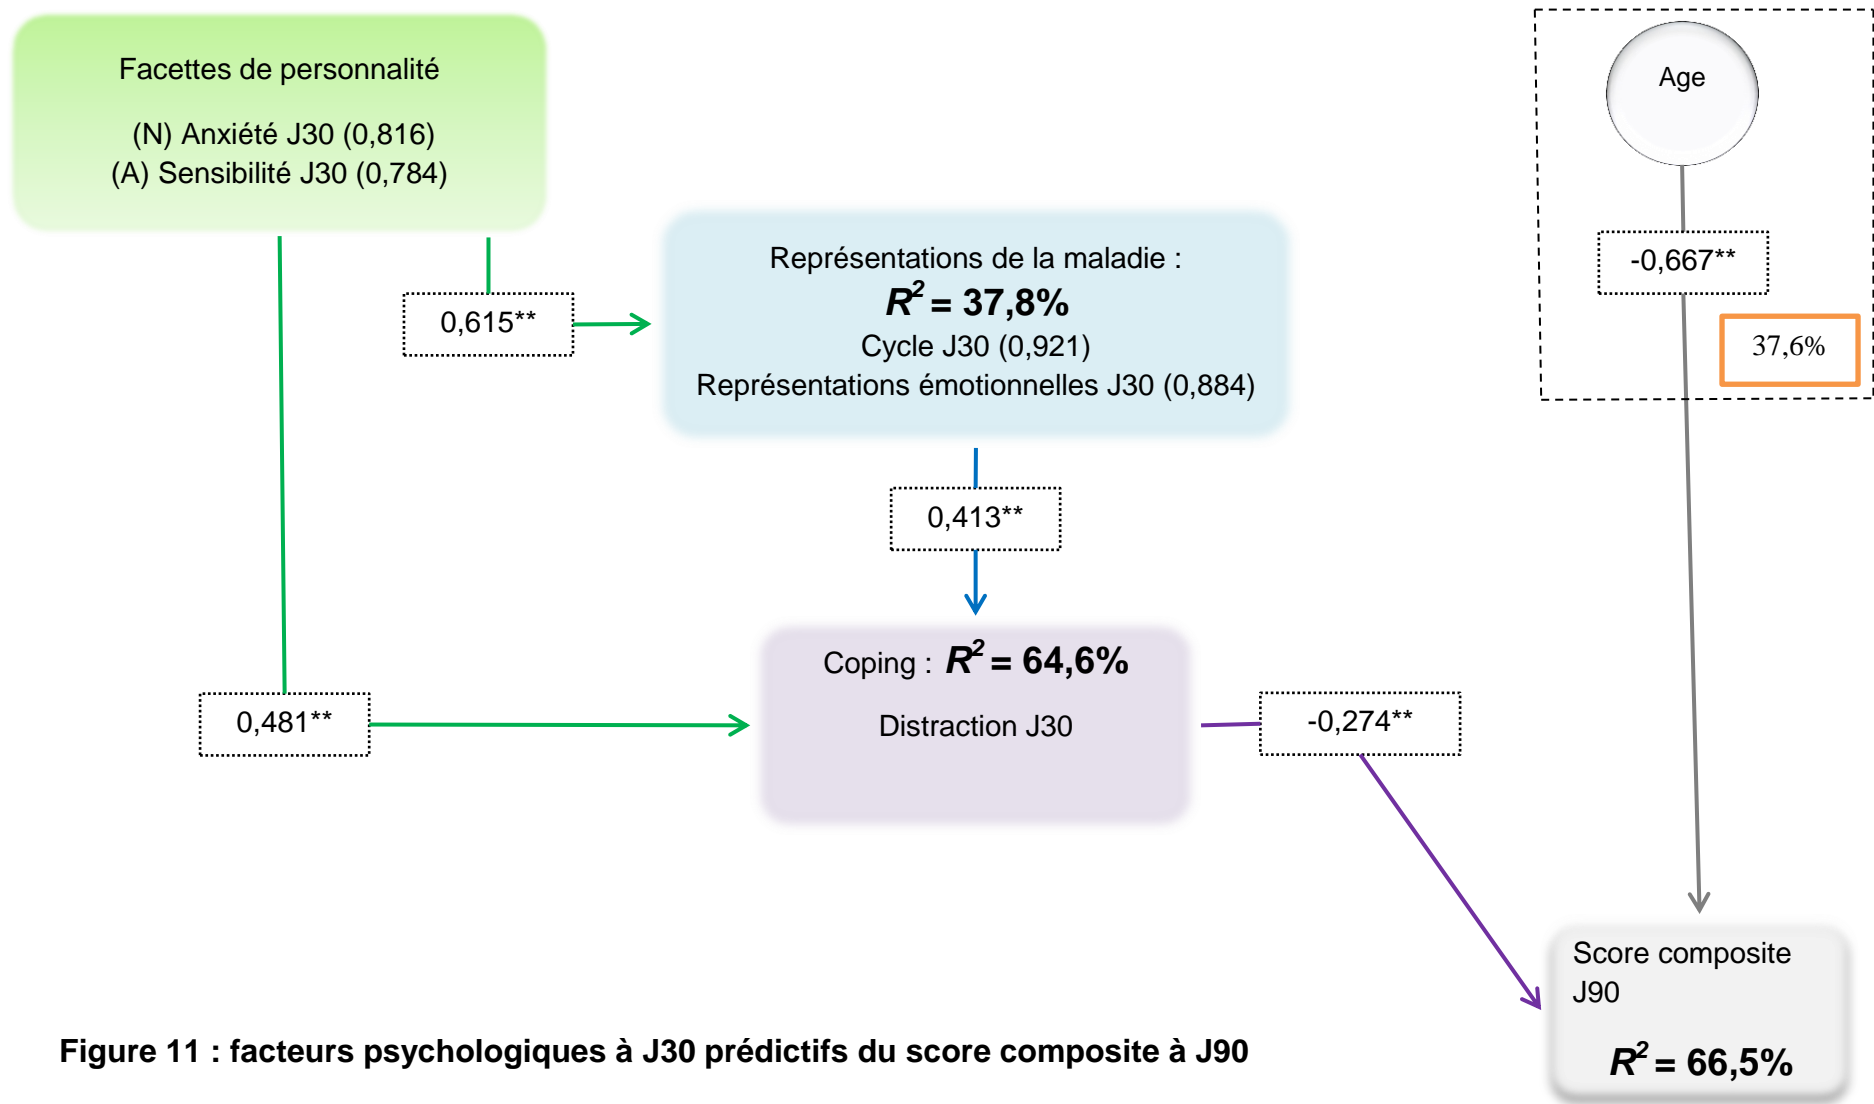 Facettes de personnalité
(N) Anxiété J30 (0,816)
(A) Sensibilité J30 (0,784)
Age
-0,667**
37,6%
0,615**
Représentations de la maladie :
R² = 37,8%
Cycle J30 (0,921)
Représentations émotionnelles J30 (0,884)
0,413**
0,481**
Coping : R² = 64,6%
Distraction J30
-0,274**
Score composite
J90
R² = 66,5%
Figure 11 : facteurs psychologiques à J30 prédictifs du score composite à J90